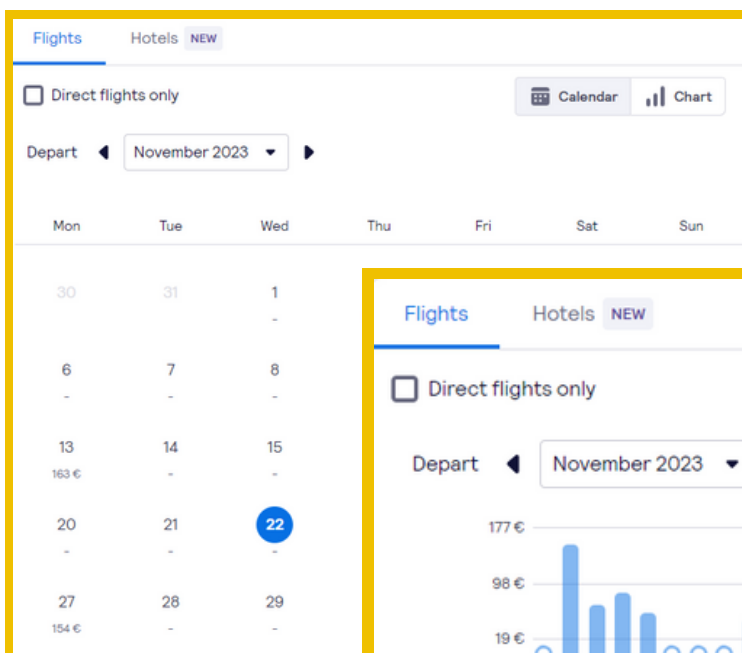 Flights Hotels NEW
Direct flights only Calendar Chart
Depart November 2023
Mon Tue Wed Thu Fri Sat Sun
30 31 1
-
6 7 8
- - -
13 14 15
163 € - -
20 21 22
- - -
27 28 29
154 € - -
Flights Hotels NEW
Direct flights only
Depart November 2023
177 €
98 €
19 €